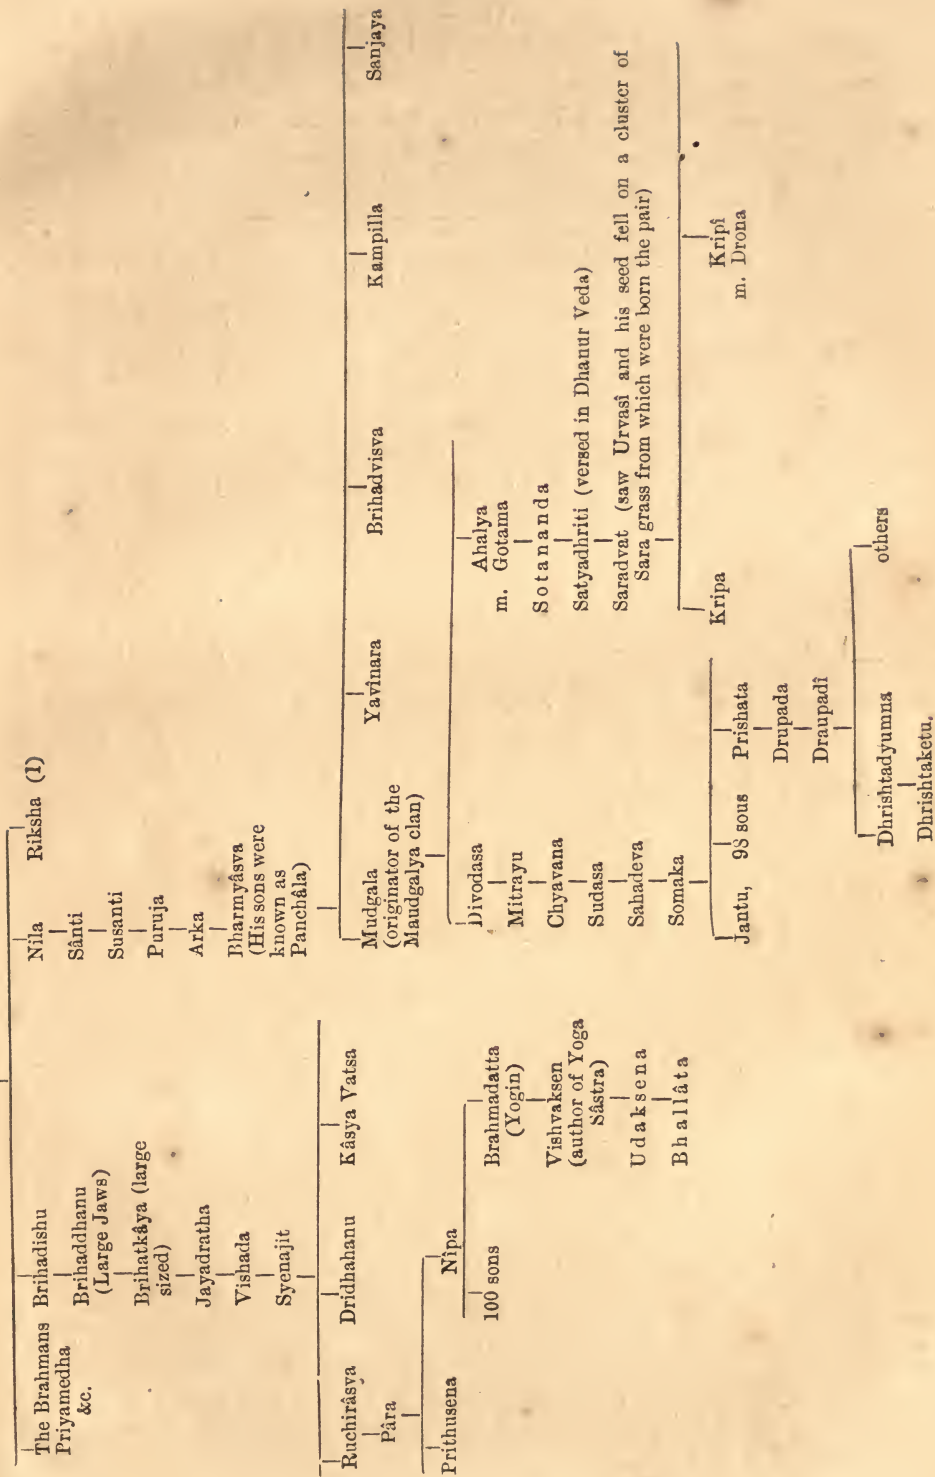 The Brahmans
Priyamedha
&c.
Brihadishu
Brihaddhanu
(Large Jaws)
Brihatkâya (large
sized)
Jayadratha
Vishada
Syenajit
Ruchirâsya
Dridhahanu
Kâsya Vatsa
Pâra
Prithusena
Nîpa
100 sons
Brahmadatta
(Yogin)
Vishvaksen
(author of Yoga
Sâstra)
Udaksena
Bhallâta
Nila
Riksha (1)
Sânti
Susanti
Puruja
Arka
Bharmyâsva
(His sons were
known as
Panchâla)
Mudgala
(originator of the
Maudgalya clan)
Yavînara
Brihadvisva
Kampilla
Sanjaya
Divodasa
Mitrayu
Chyavana
Sudasa
Sahadeva
Somaka
Ahalya
m. Gotama
Sotananda
Satyadhriti (versed in Dhanur Veda)
Saradvat (saw Urvasî and his seed fell on a cluster of
Sara grass from which were born the pair)
Kripa
Kripî
m. Drona
Jantu,
98 sous
Prishata
Drupada
Draupadî
Dhrishtadyumna
others
Dhrishtaketu.